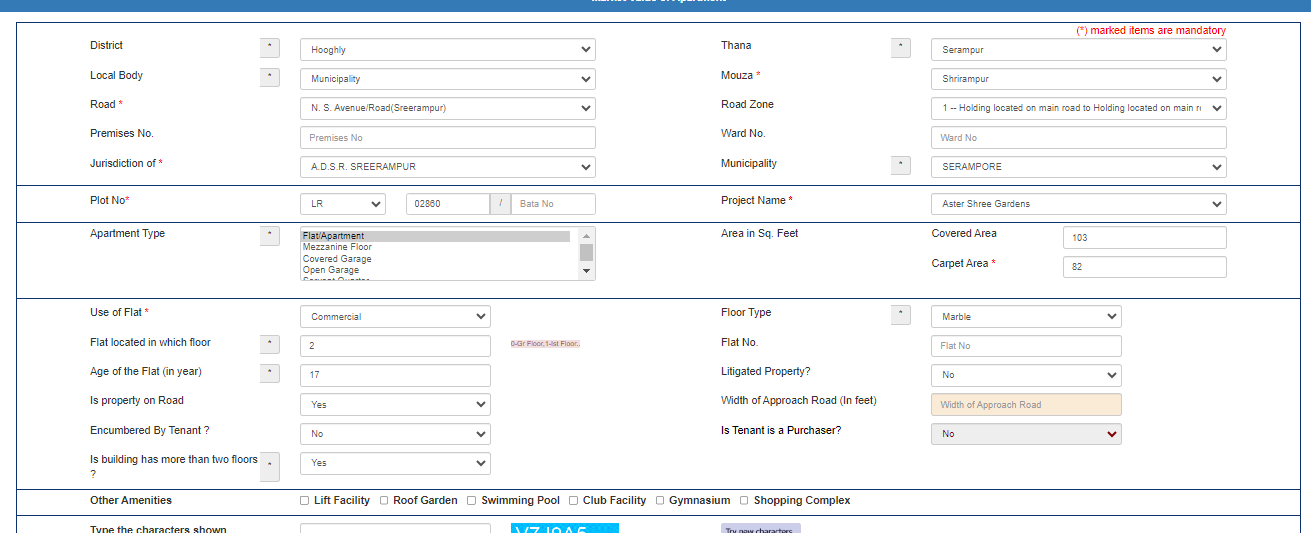 (*) marked items are mandatory
District * Hooghly Thana * Serampur
Local Body * Municipality Mouza * Shrirampur
Road * N. S. Avenue/Road(Sreerampur) Road Zone 1 -- Holding located on main road to Holding located on main
Premises No. Premises No Ward No. Ward No
Jurisdiction of * A.D.S.R. SREERAMPUR Municipality * SERAMPORE
Plot No* LR 02860 / Bata No Project Name * Aster Shree Gardens
Apartment Type * Flat/Apartment Area in Sq. Feet Covered Area 103
Mezzanine Floor
Covered Garage
Open Garage Carpet Area * 82
Use of Flat * Commercial Floor Type * Marble
Flat located in which floor * 2 0-Gr Floor,1-Ist Floor.. Flat No. Flat No
Age of the Flat (in year) * 17 Litigated Property? No
Is property on Road Yes Width of Approach Road (In feet) Width of Approach Road
Encumbered By Tenant ? No Is Tenant is a Purchaser? No
Is building has more than two floors * Yes
?
Other Amenities Lift Facility Roof Garden Swimming Pool Club Facility Gymnasium Shopping Complex
Type the characters shown Try new characters